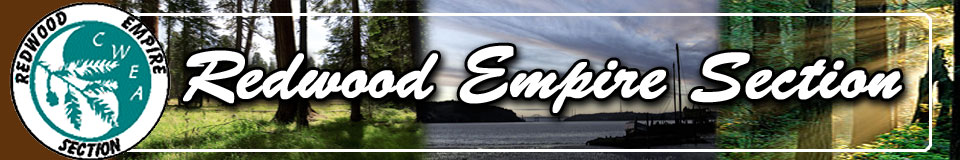 REDWOOD EMPIRE
CWEA
SECTION
Redwood Empire Section